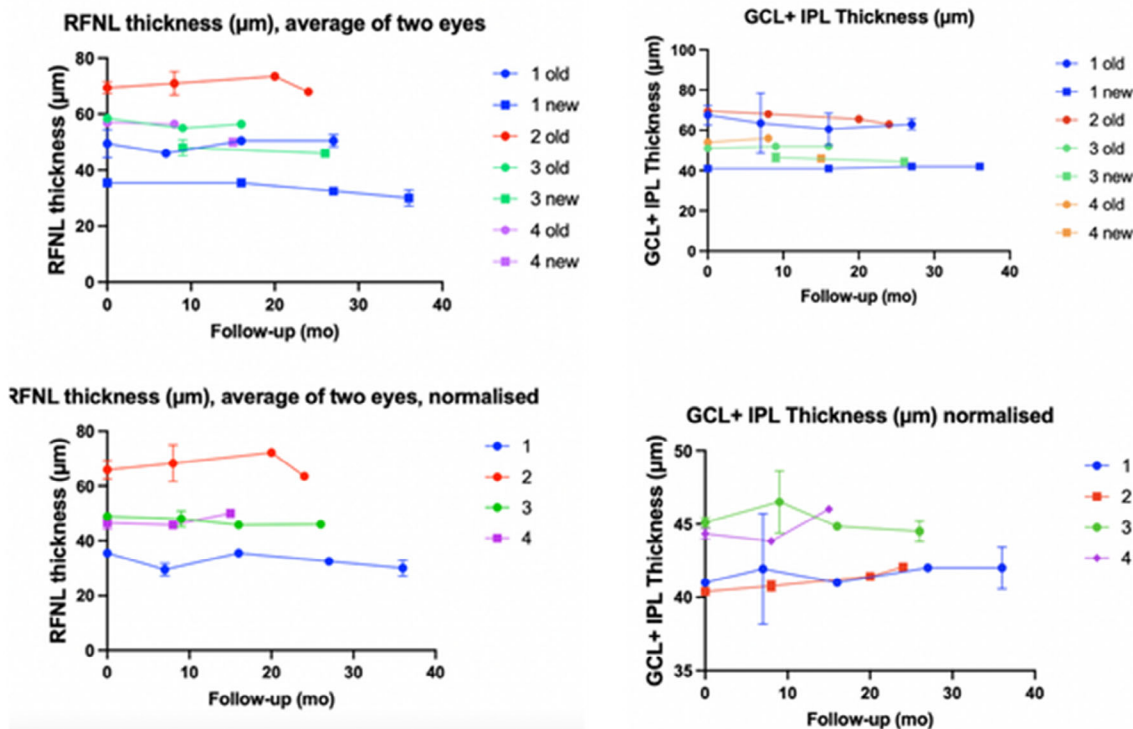 RFNL thickness (µm), average of two eyes
RFNL thickness (µm)
80
60
40
20
0
0 10 20 30 40
Follow-up (mo)
1 old
1 new
2 old
3 old
3 new
4 old
4 new
GCL+ IPL Thickness (µm)
GCL+ IPL Thickness (µm)
100
80
60
40
20
0
0 10 20 30 40
Follow-up (mo)
1 old
1 new
2 old
3 old
3 new
4 old
4 new
RFNL thickness (µm), average of two eyes, normalised
RFNL thickness (µm)
80
60
40
20
0
0 10 20 30 40
Follow-up (mo)
1
2
3
4
GCL+ IPL Thickness (µm) normalised
GCL+ IPL Thickness (µm)
50
45
40
35
0 10 20 30 40
Follow-up (mo)
1
2
3
4